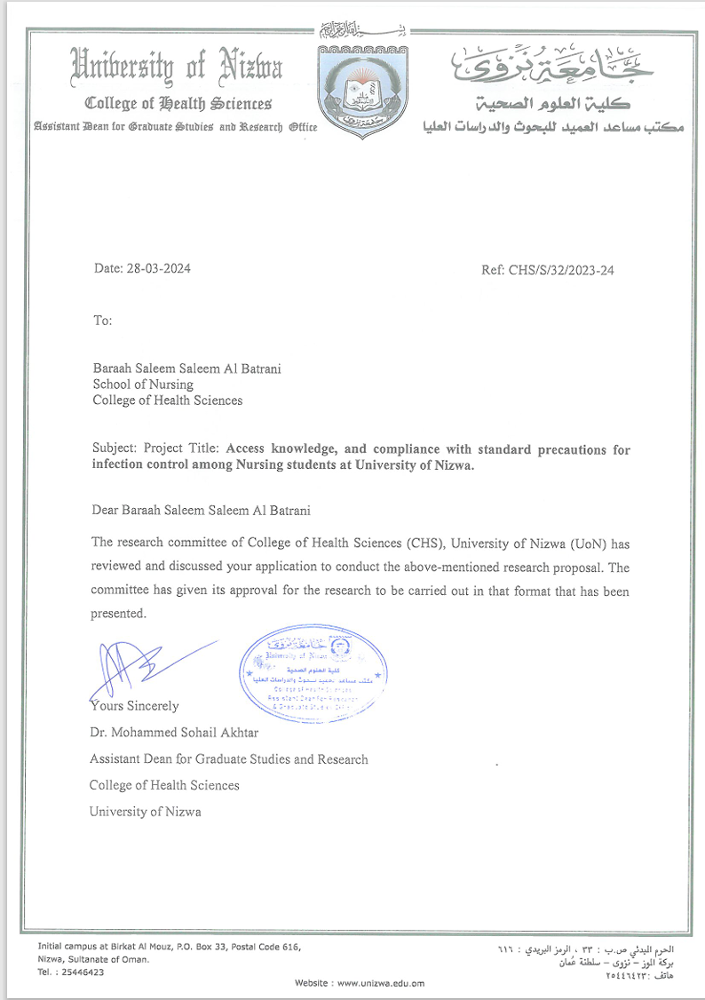 بسم الله الرحمن الرحيم
University of Nizwa
College of Health Sciences
Assistant Dean for Graduate Studies and Research Office
جامعة نزوى
كلية العلوم الصحية
مكتب مساعد العميد للبحوث والدراسات العليا
جامعة نزوى
Date: 28-03-2024
Ref: CHS/S/32/2023-24
To:
Baraah Saleem Saleem Al Batrani
School of Nursing
College of Health Sciences
Subject: Project Title: Access knowledge, and compliance with standard precautions for
infection control among Nursing students at University of Nizwa.
Dear Baraah Saleem Saleem Al Batrani
The research committee of College of Health Sciences (CHS), University of Nizwa (UoN) has
reviewed and discussed your application to conduct the above-mentioned research proposal. The
committee has given its approval for the research to be carried out in that format that has been
presented.
جامعة نزوى
University of Nizwa
كلية العلوم الصحية
مكتب مساعد العميد للبحوث والدراسات العليا
College of Health Sciences
Assistant Dean for Research
& Graduate Studies Office
Yours Sincerely
Dr. Mohammed Sohail Akhtar
Assistant Dean for Graduate Studies and Research
College of Health Sciences
University of Nizwa
Initial campus at Birkat Al Mouz, P.O. Box 33, Postal Code 616,
Nizwa, Sultanate of Oman.
Tel. : 25446423
الحرم البدئي ص.ب : ٣٣ ، الرمز البريدي : ٦١٦
بركة الموز – نزوى – سلطنة عُمان
هاتف : ٢٥٤٤٦٤٢٣
Website : www.unizwa.edu.om